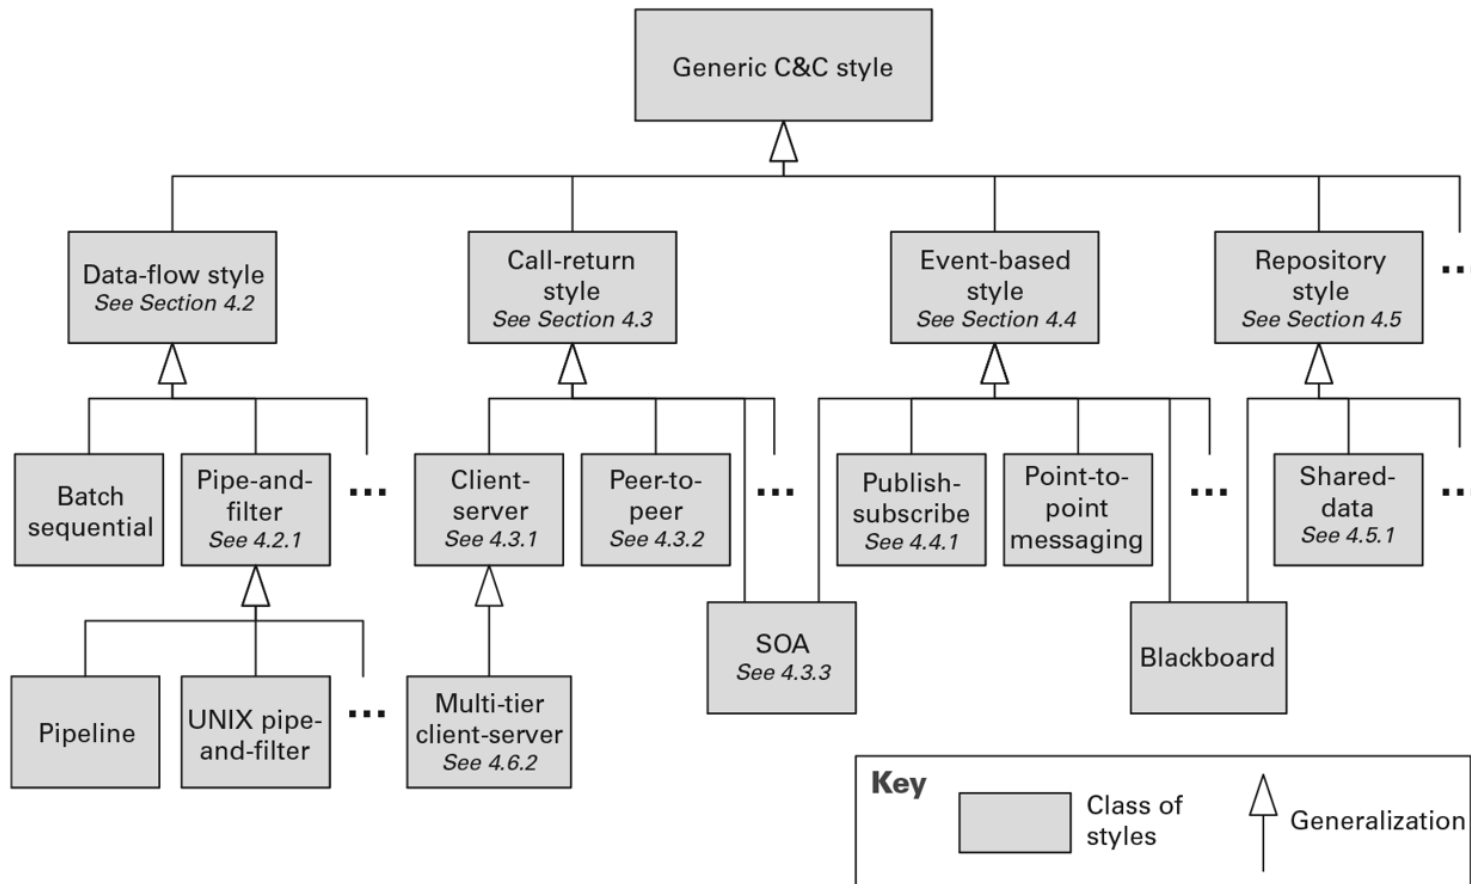 Generic C&C style
Data-flow style
See Section 4.2
Call-return
style
See Section 4.3
Event-based
style
See Section 4.4
Repository
style
See Section 4.5
...
Batch
sequential
Pipe-and-
filter
See 4.2.1
...
Client-
server
See 4.3.1
Peer-to-
peer
See 4.3.2
...
Publish-
subscribe
See 4.4.1
Point-to-
point
messaging
...
Shared-
data
See 4.5.1
...
SOA
See 4.3.3
Blackboard
Pipeline
UNIX pipe-
and-filter
...
Multi-tier
client-server
See 4.6.2
Key
Class of
styles
Generalization